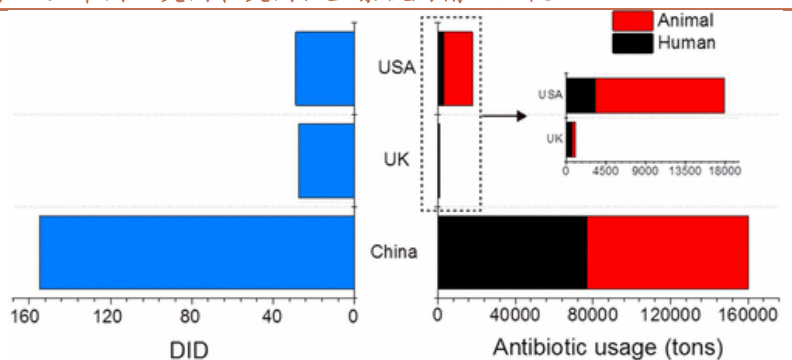 Animal
Human
USA
UK
China
USA
UK
0 4500 9000 13500 18000
160 120 80 40 0
DID
0 40000 80000 120000 160000
Antibiotic usage (tons)